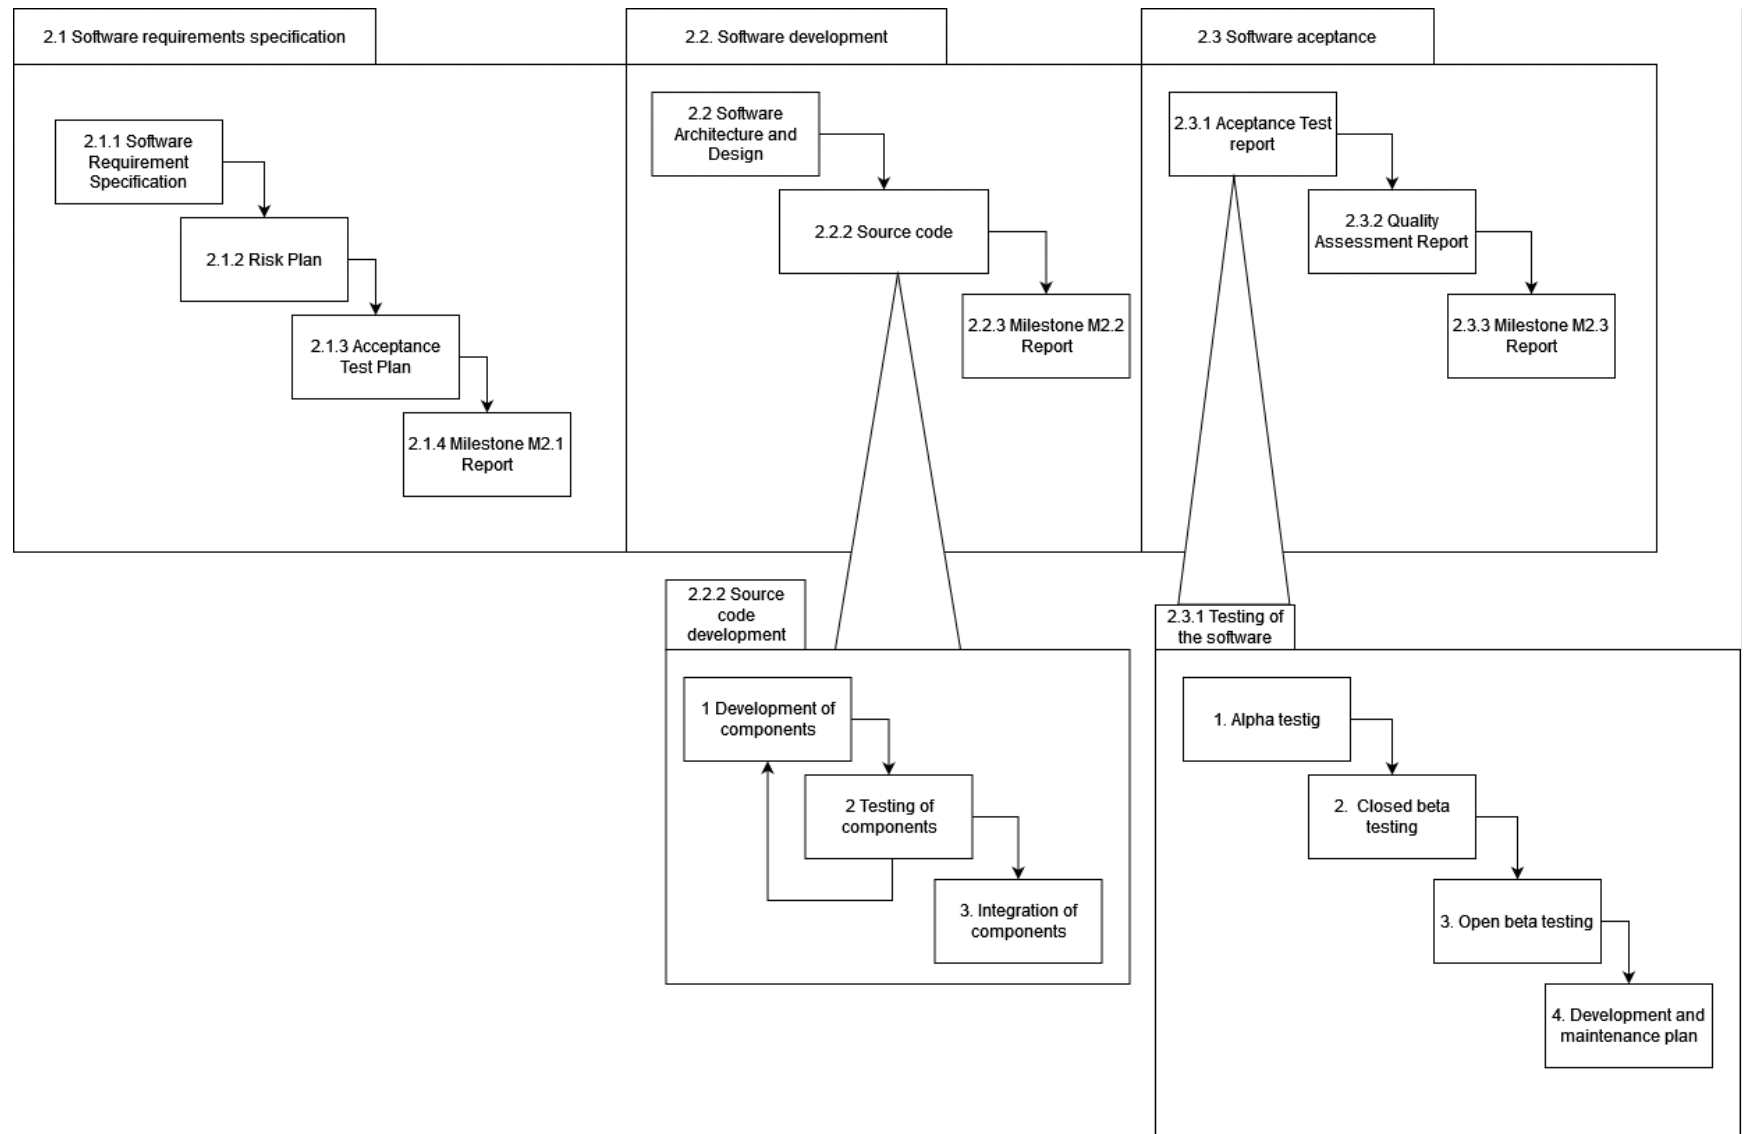 2.1 Software requirements specification
2.1.1 Software
Requirement
Specification
2.1.2 Risk Plan
2.1.3 Acceptance
Test Plan
2.1.4 Milestone M2.1
Report
2.2. Software development
2.2 Software
Architecture and
Design
2.2.2 Source code
2.2.3 Milestone M2.2
Report
2.3 Software aceptance
2.3.1 Aceptance Test
report
2.3.2 Quality
Assessment Report
2.3.3 Milestone M2.3
Report
2.2.2 Source
code
development
1 Development of
components
2 Testing of
components
3. Integration of
components
2.3.1 Testing of
the software
1. Alpha testig
2. Closed beta
testing
3. Open beta testing
4. Development and
maintenance plan